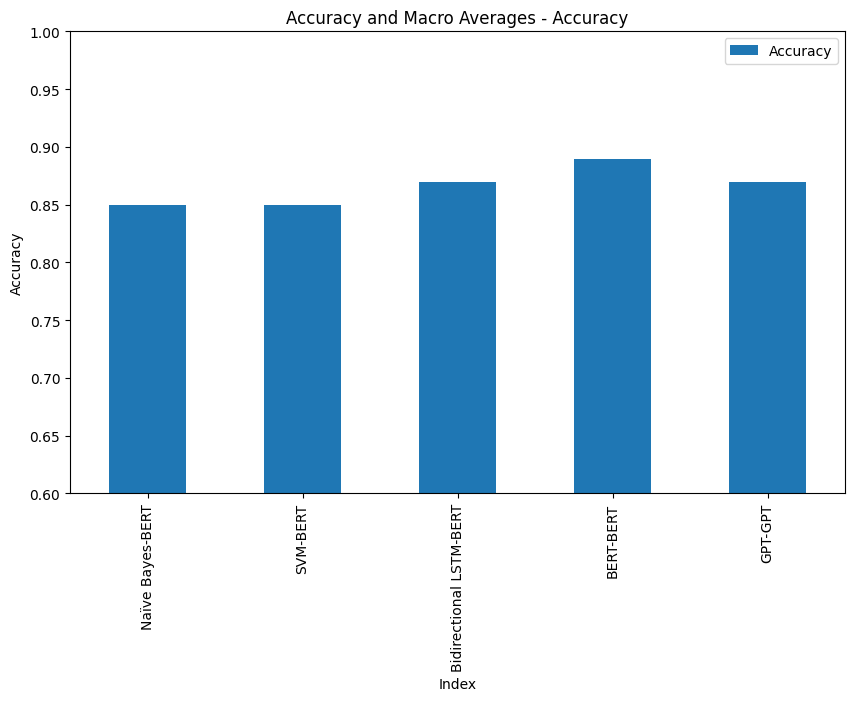 Accuracy and Macro Averages - Accuracy
Accuracy
1.00
0.95
0.90
0.85
0.80
0.75
0.70
0.65
0.60
Accuracy
Naïve Bayes-BERT
SVM-BERT
Bidirectional LSTM-BERT
BERT-BERT
GPT-GPT
Index